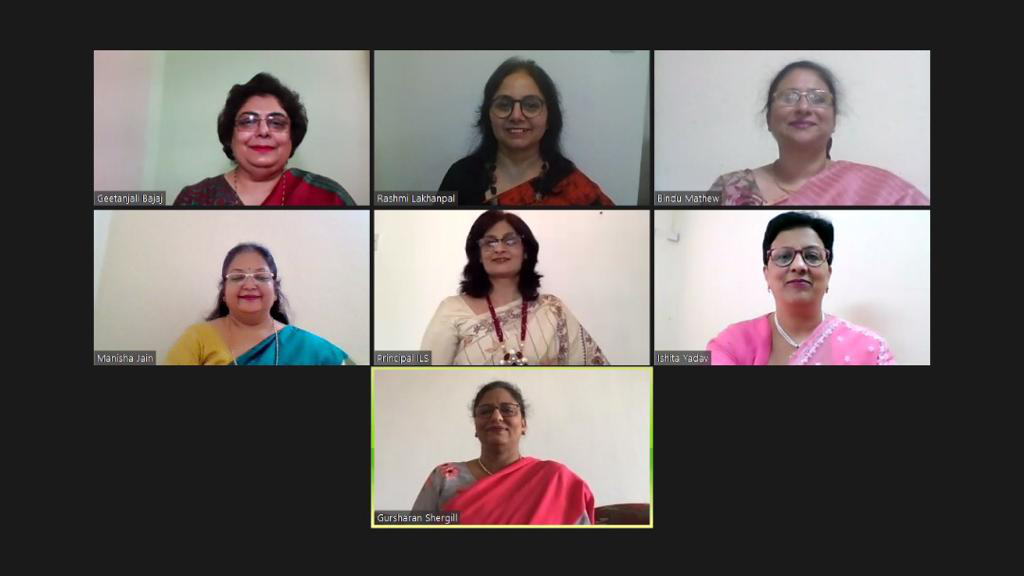 Geetanjali Bajaj
Rashmi Lakhanpal
Bindu Mathew
Manisha Jain
Principal ILS
Ishita Yadav
Gursharan Shergill